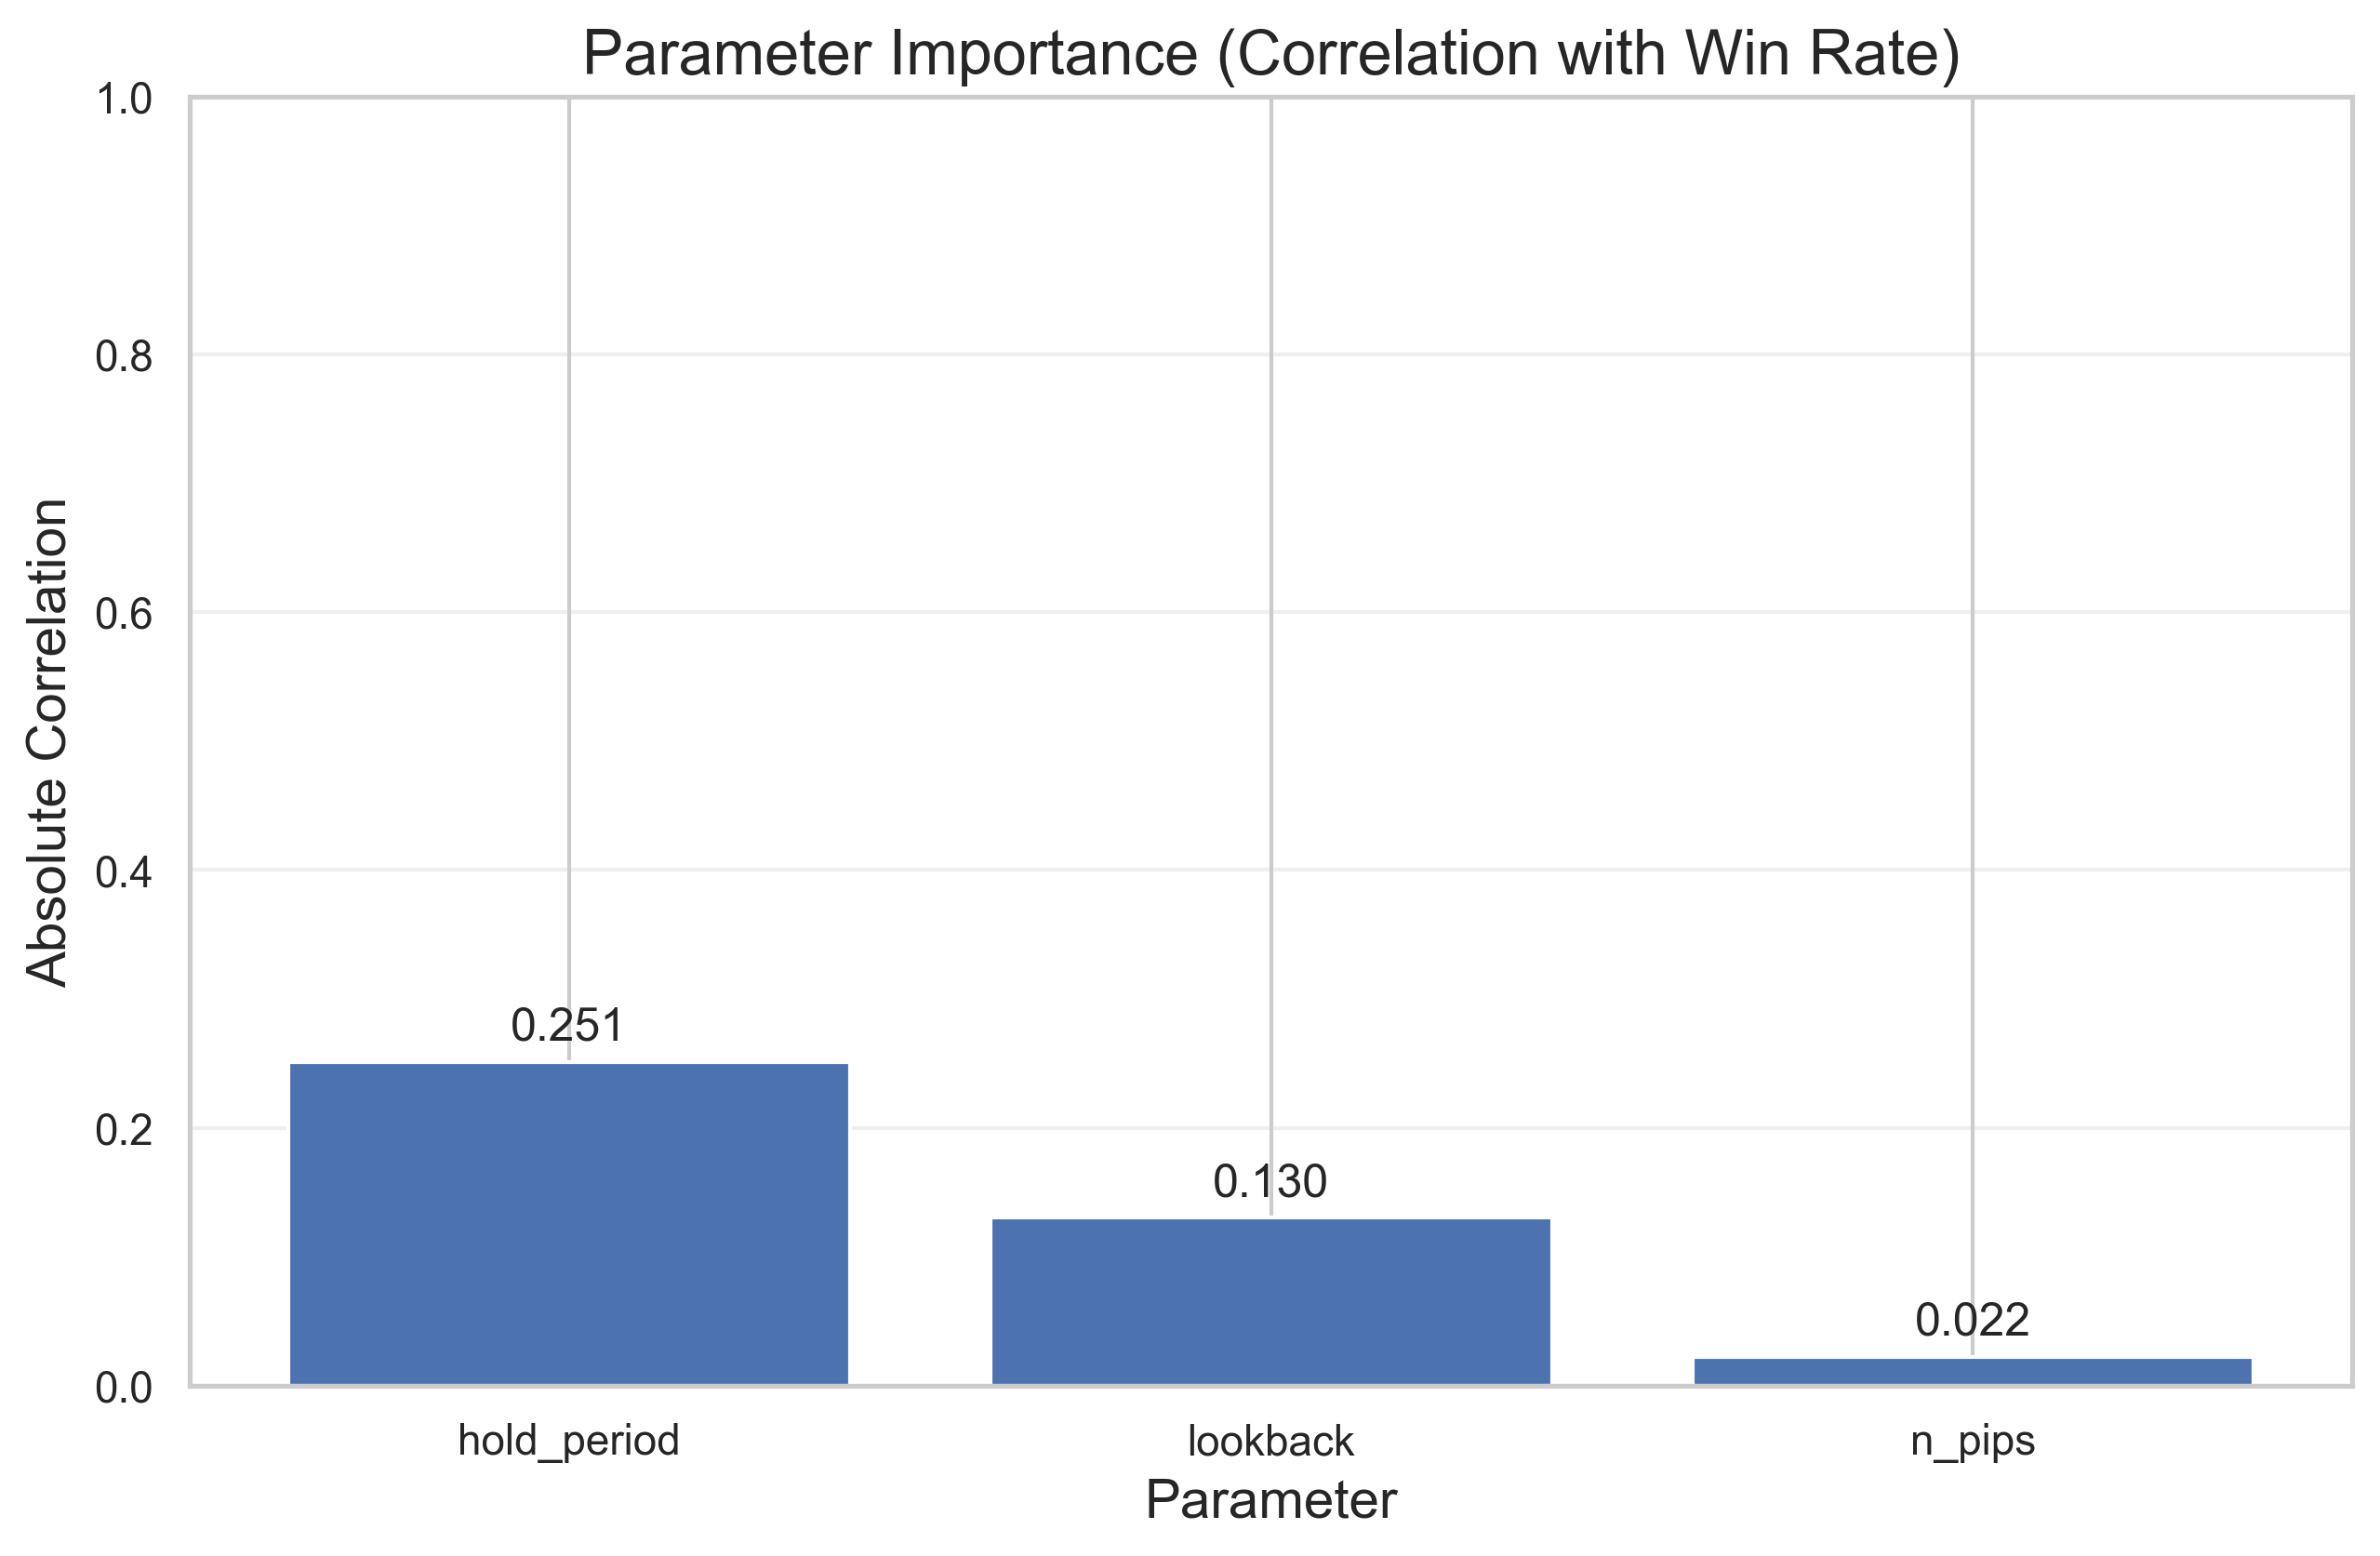 Parameter Importance (Correlation with Win Rate)
Absolute Correlation
1.0
0.8
0.6
0.4
0.2
0.0
0.251
0.130
0.022
hold_period
lookback
n_pips
Parameter